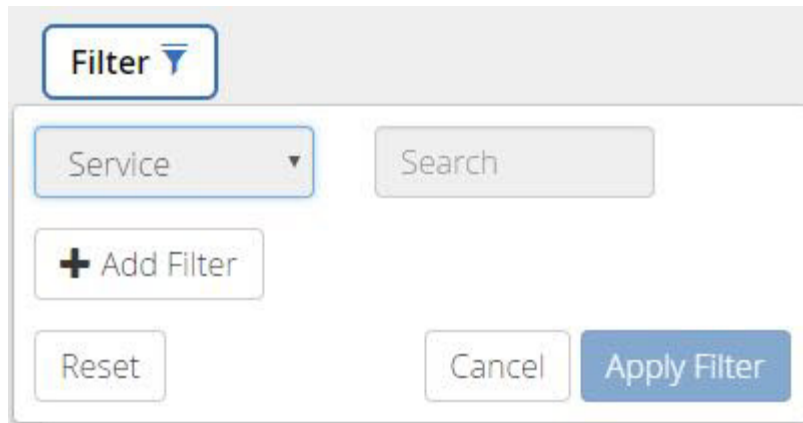 Filter
Service
Search
Add Filter
Reset
Cancel
Apply Filter